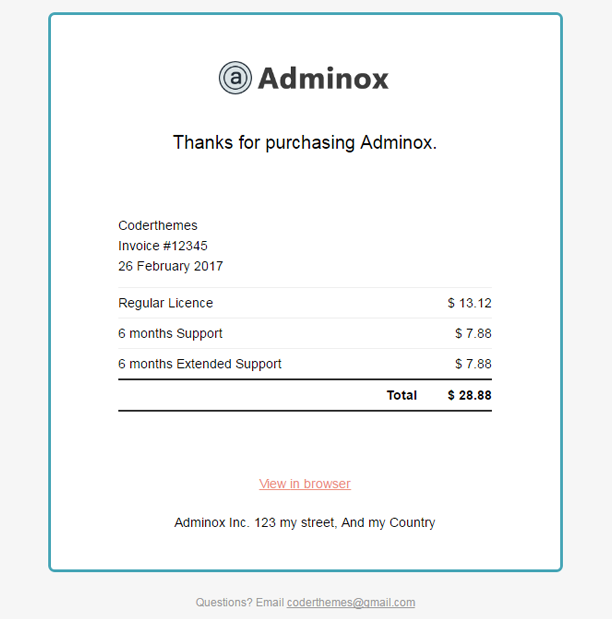 a Adminox
Thanks for purchasing Adminox.
Coderthemes
Invoice #12345
26 February 2017
Regular Licence $ 13.12
6 months Support $ 7.88
6 months Extended Support $ 7.88
Total $ 28.88
View in browser
Adminox Inc. 123 my street, And my Country
Questions? Email coderthemes@gmail.com